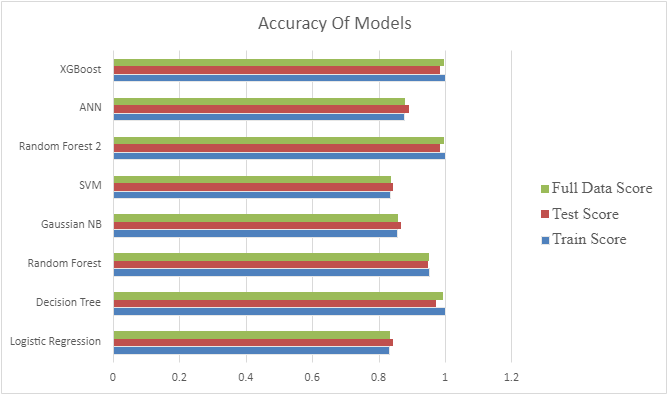 Accuracy Of Models
XGBoost
ANN
Random Forest 2
SVM
Gaussian NB
Random Forest
Decision Tree
Logistic Regression
0 0.2 0.4 0.6 0.8 1 1.2
Full Data Score
Test Score
Train Score